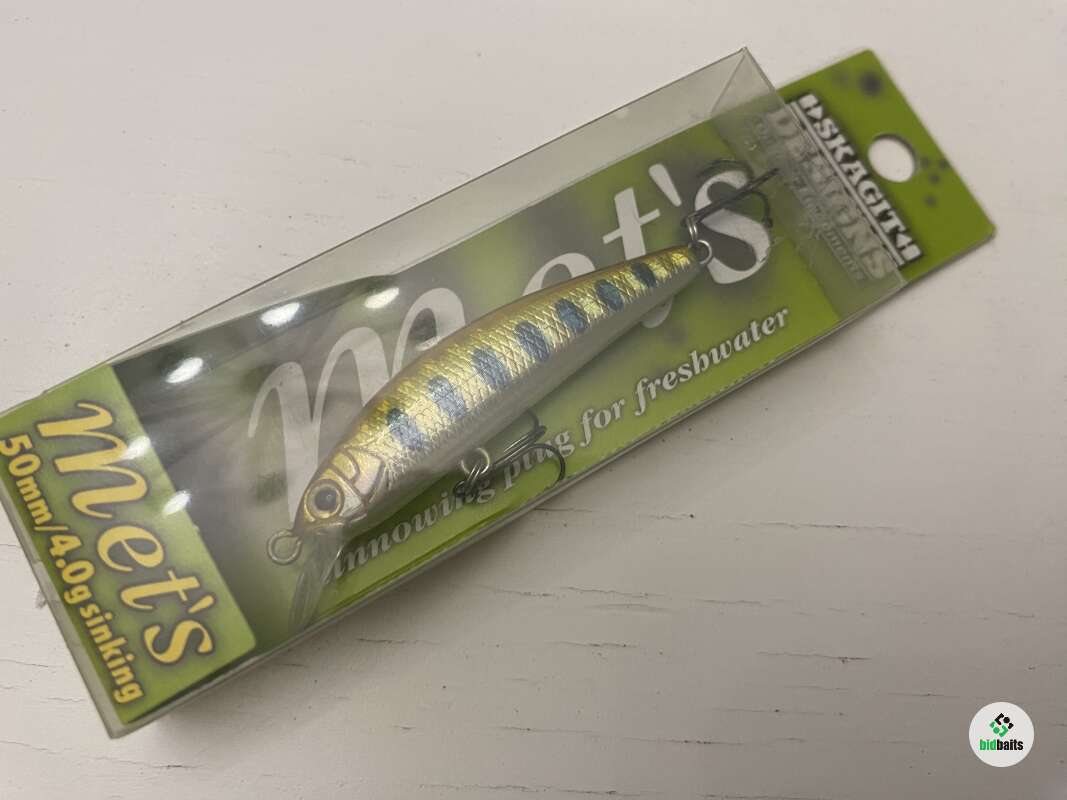 SKAGIT
DESIGNS
met's
minnowing plug for freshwater
met's
50mm/4.0g sinking
bidbaits